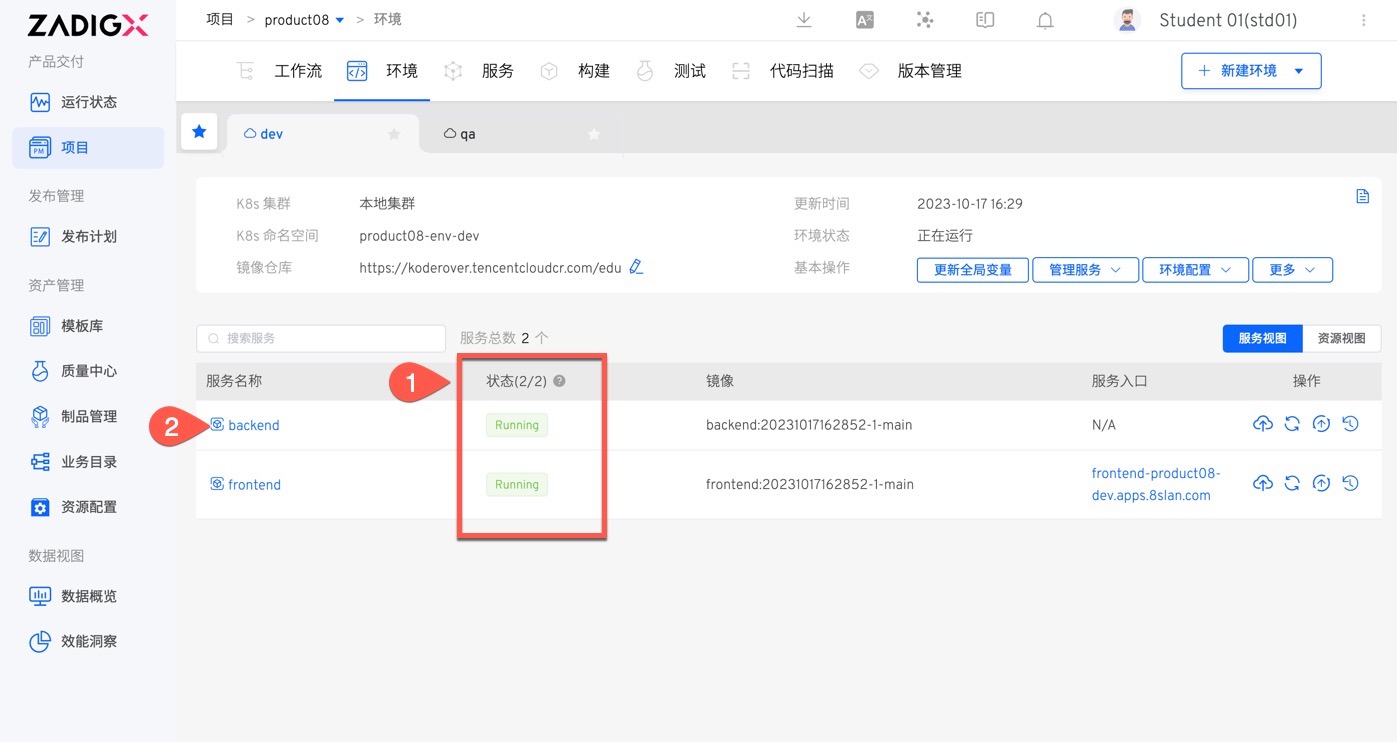 ZADIGX
项目 > product08 > 环境
Student 01(std01)
产品交付
运行状态
项目
发布管理
发布计划
资产管理
模板库
质量中心
制品管理
业务目录
资源配置
数据视图
数据概览
效能洞察
工作流 环境 服务 构建 测试 代码扫描 版本管理
+ 新建环境
dev
qa
K8s 集群 本地集群
更新时间 2023-10-17 16:29
K8s 命名空间 product08-env-dev
环境状态 正在运行
镜像仓库 https://koderover.tencentcloudcr.com/edu
基本操作 更新全局变量 管理服务 环境配置 更多
搜索服务
服务总数 2 个
服务视图 资源视图
服务名称 状态(2/2) ? 镜像 服务入口 操作
1
2
backend Running backend:20231017162852-1-main N/A
frontend Running frontend:20231017162852-1-main frontend-product08-
dev.apps.8slan.com